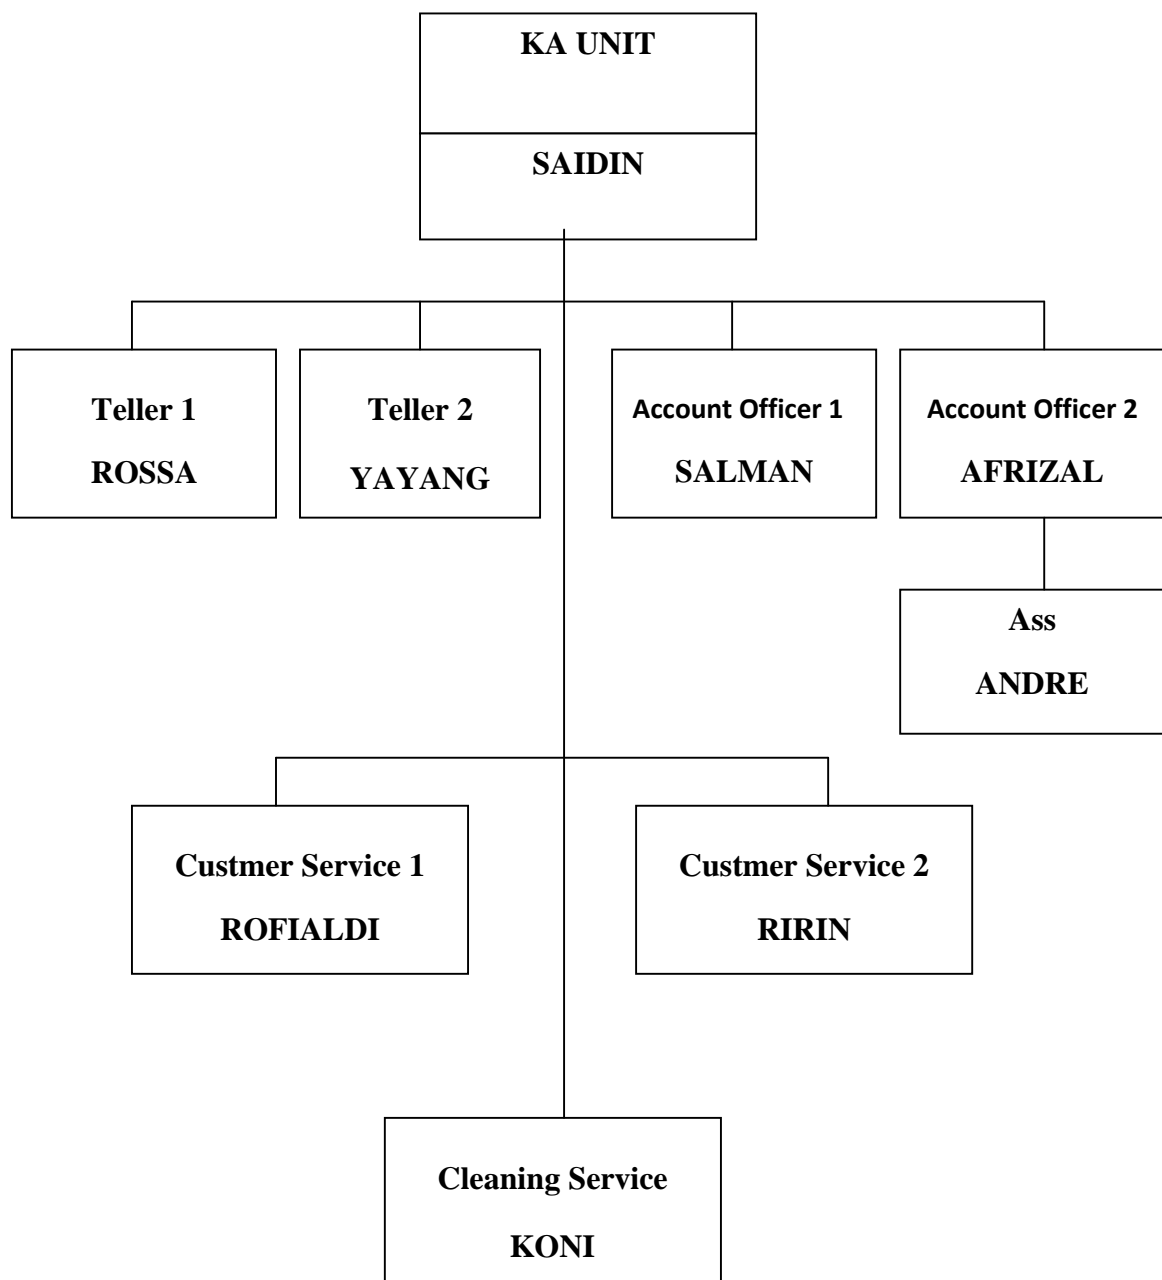 KA UNIT
SAIDIN
Teller 1
ROSSA
Teller 2
YAYANG
Account Officer 1
SALMAN
Account Officer 2
AFRIZAL
Ass
ANDRE
Custmer Service 1
ROFIALDI
Custmer Service 2
RIRIN
Cleaning Service
KONI